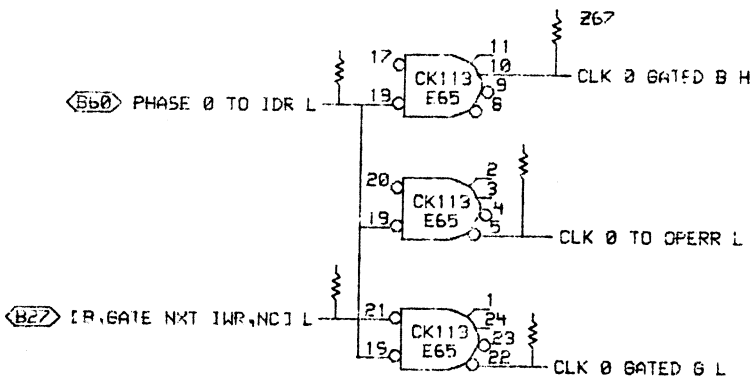 Z67
17
11
10
CK113
E65
9
8
CLK 0 GATED B H
B60 PHASE 0 TO IDR L
19
2
3
20
CK113
E65
4
5
19
CLK 0 TO OPERR L
1
24
B27 [R,GATE NXT IWR,NC] L
21
CK113
E65
23
22
19
CLK 0 GATED G L